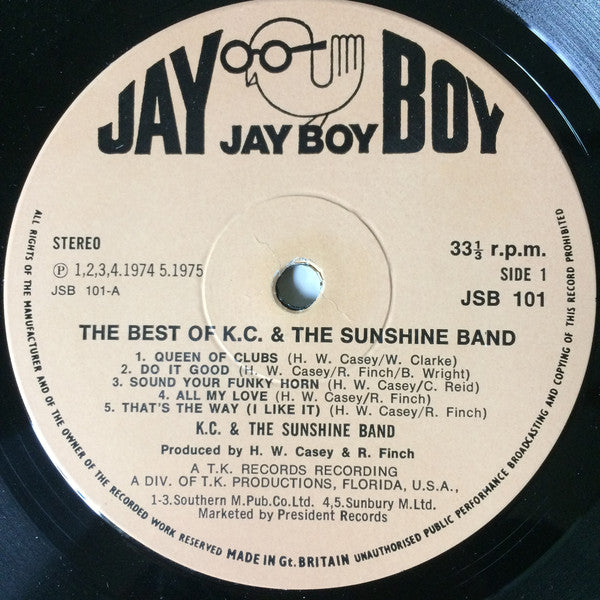 JAY BOY
JAY BOY
STEREO
33⅓ r.p.m.
Ⓟ 1,2,3,4.1974 5.1975
SIDE 1
JSB 101-A
JSB 101
THE BEST OF K.C. & THE SUNSHINE BAND
1. QUEEN OF CLUBS (H. W. Casey/W. Clarke)
2. DO IT GOOD (H. W. Casey/R. Finch/B. Wright)
3. SOUND YOUR FUNKY HORN (H. W. Casey/C. Reid)
4. ALL MY LOVE (H. W. Casey/R. Finch)
5. THAT'S THE WAY (I LIKE IT) (H. W. Casey/R. Finch)
K.C. & THE SUNSHINE BAND
Produced by H. W. Casey & R. Finch
A T.K. RECORDS RECORDING
A DIV. OF T.K. PRODUCTIONS, FLORIDA, U.S.A.,
1-3.Southern M.Pub.Co.Ltd. 4,5.Sunbury M.Ltd.
Marketed by President Records
ALL RIGHTS OF THE MANUFACTURER AND OF THE OWNER OF THE RECORDED WORK RESERVED MADE IN Gt. BRITAIN UNAUTHORISED PUBLIC PERFORMANCE BROADCASTING AND COPYING OF THIS RECORD PROHIBITED